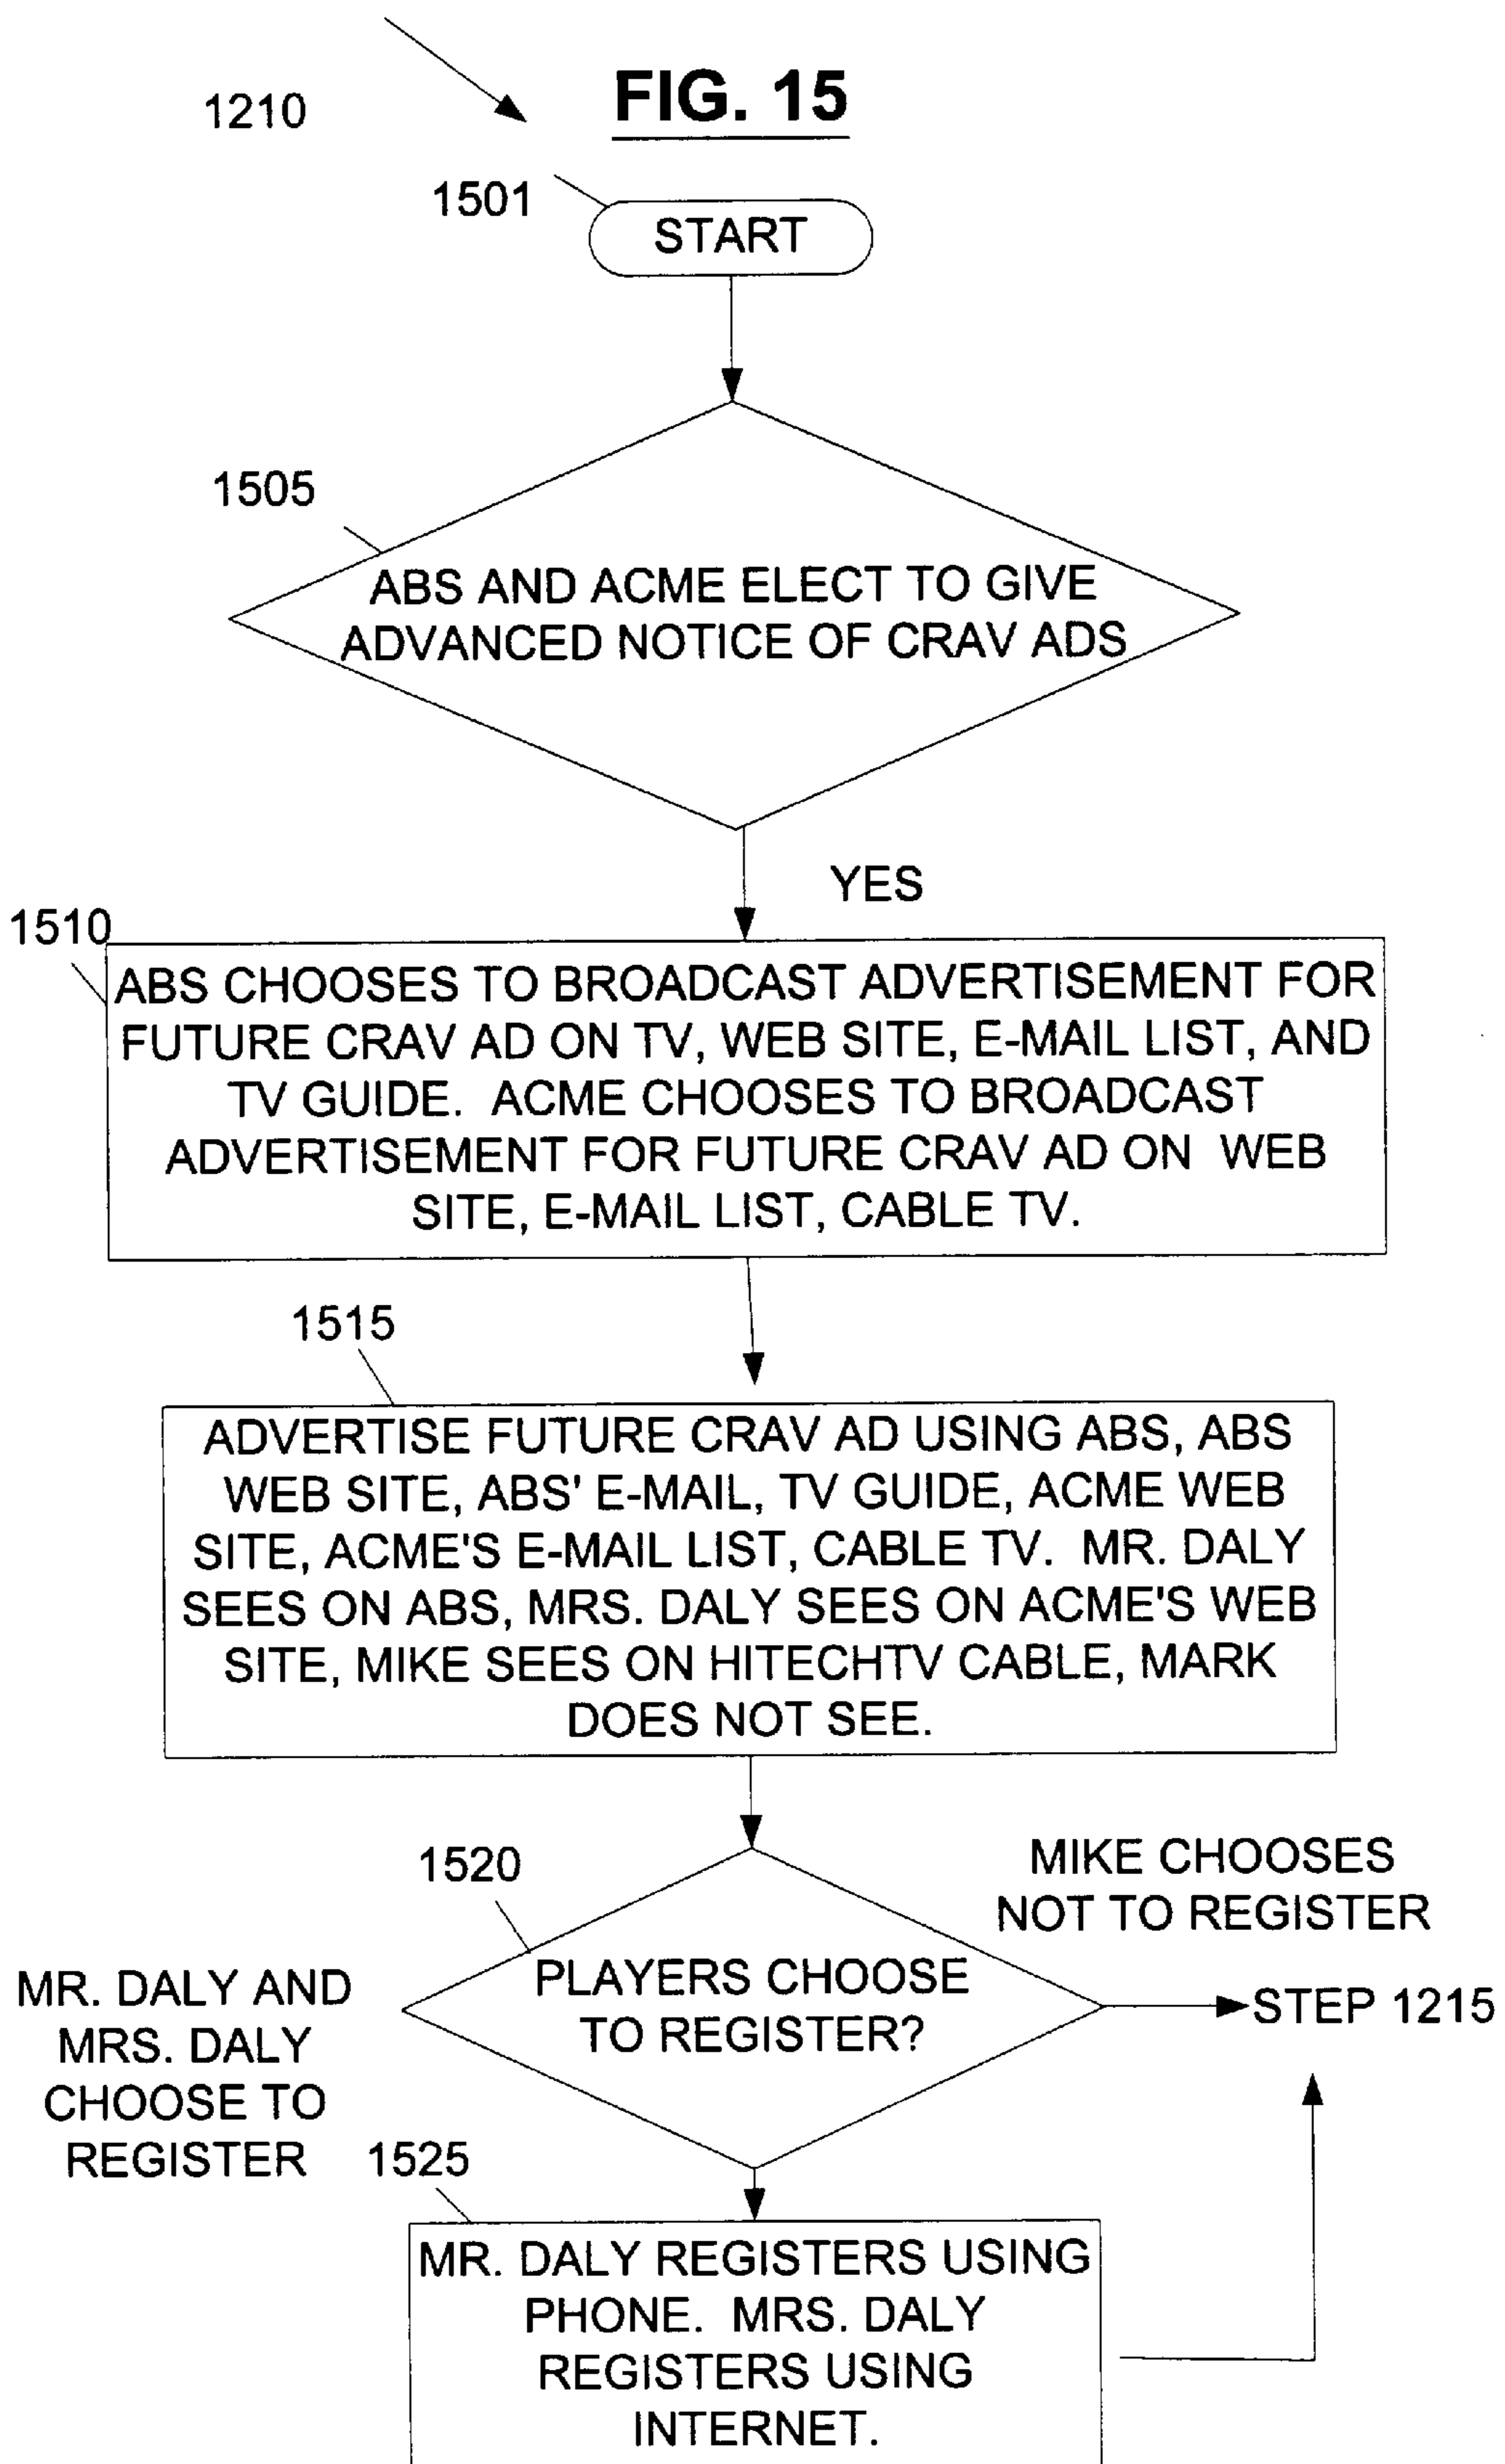 1210
FIG. 15
1501
START
1505
ABS AND ACME ELECT TO GIVE
ADVANCED NOTICE OF CRAV ADS
YES
1510
ABS CHOOSES TO BROADCAST ADVERTISEMENT FOR
FUTURE CRAV AD ON TV, WEB SITE, E-MAIL LIST, AND
TV GUIDE. ACME CHOOSES TO BROADCAST
ADVERTISEMENT FOR FUTURE CRAV AD ON WEB
SITE, E-MAIL LIST, CABLE TV.
1515
ADVERTISE FUTURE CRAV AD USING ABS, ABS
WEB SITE, ABS' E-MAIL, TV GUIDE, ACME WEB
SITE, ACME'S E-MAIL LIST, CABLE TV. MR. DALY
SEES ON ABS, MRS. DALY SEES ON ACME'S WEB
SITE, MIKE SEES ON HITECHTV CABLE, MARK
DOES NOT SEE.
1520
MIKE CHOOSES
NOT TO REGISTER
PLAYERS CHOOSE
TO REGISTER?
STEP 1215
MR. DALY AND
MRS. DALY
CHOOSE TO
REGISTER
1525
MR. DALY REGISTERS USING
PHONE. MRS. DALY
REGISTERS USING
INTERNET.